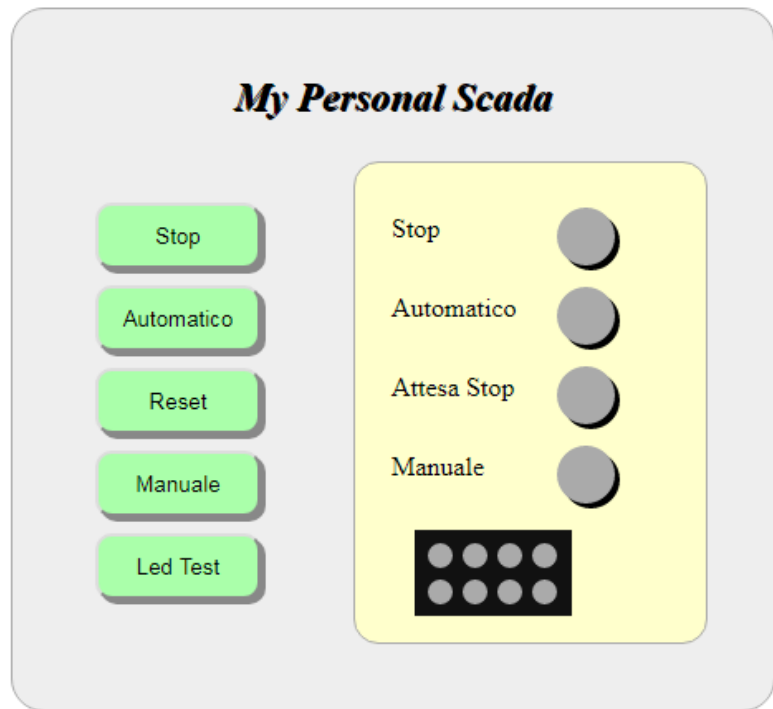 My Personal Scada
Stop
Automatico
Reset
Manuale
Led Test
Stop
Automatico
Attesa Stop
Manuale